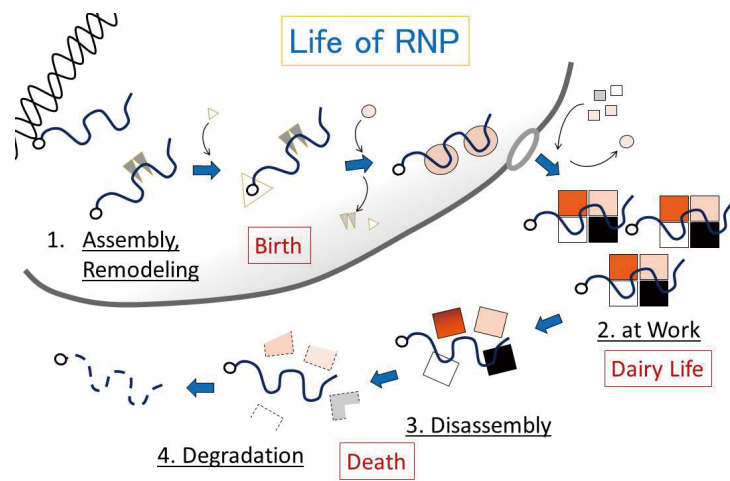 Life of RNP
1. Assembly,
Remodeling
Birth
2. at Work
Dairy Life
3. Disassembly
4. Degradation
Death